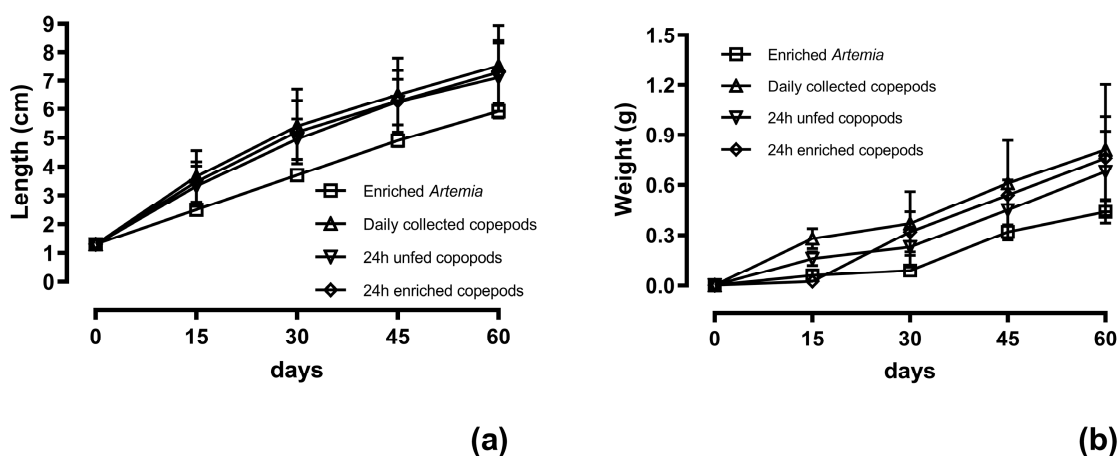 9
8
7
6
5
4
3
2
1
0
Length (cm)
Enriched Artemia
Daily collected copepods
24h unfed copopods
24h enriched copepods
0 15 30 45 60
days
(a)
1.5
1.2
0.9
0.6
0.3
0.0
Weight (g)
Enriched Artemia
Daily collected copepods
24h unfed copopods
24h enriched copepods
0 15 30 45 60
days
(b)